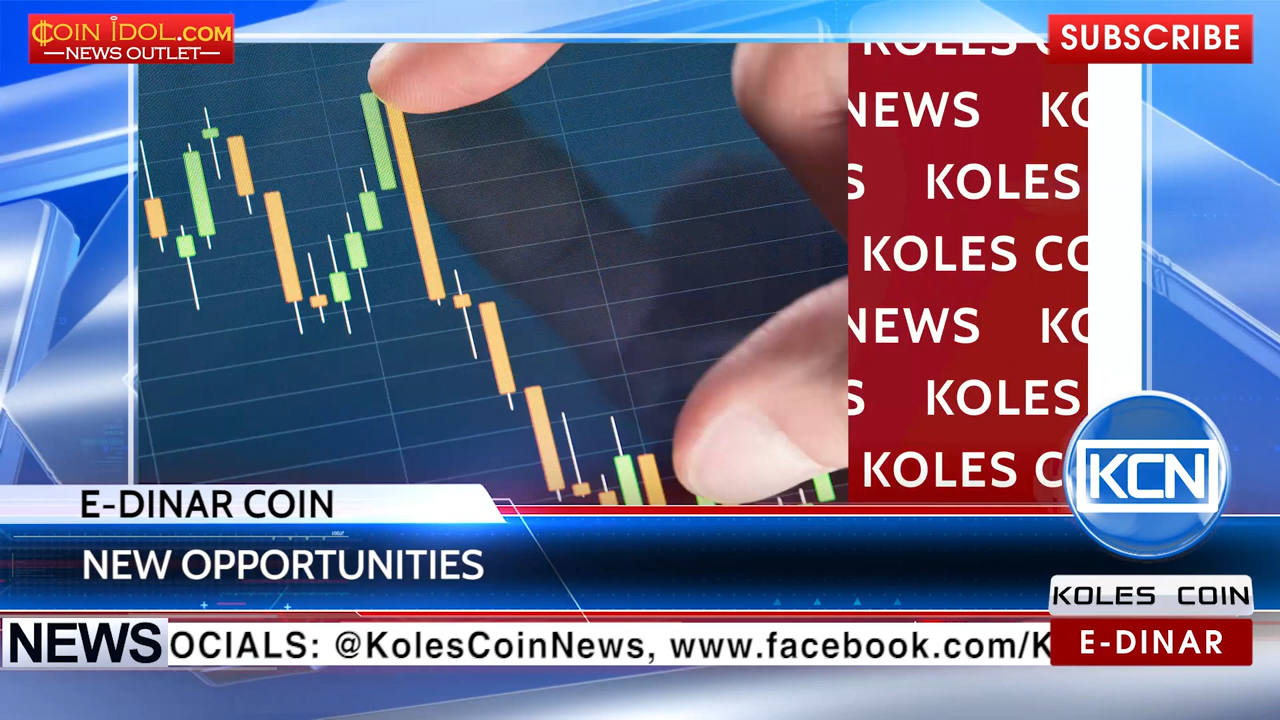 COIN IDOL.COM
NEWS OUTLET
SUBSCRIBE
KOLES
NEWS KO
S KOLES
KOLES CO
NEWS KO
S KOLES
KOLES C
KCN
E-DINAR COIN
NEW OPPORTUNITIES
KOLES COIN
NEWS OCIALS: @KolesCoinNews, www.facebook.com/K
E-DINAR